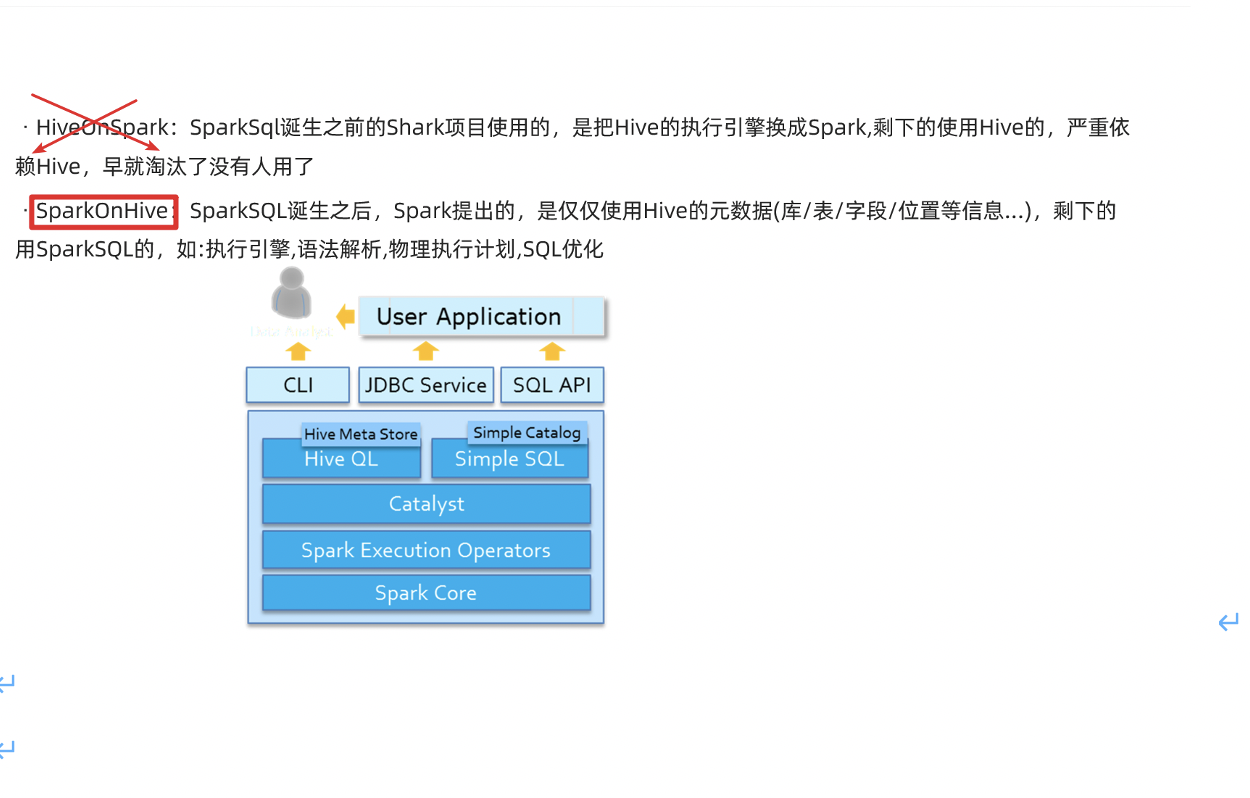 · HiveOnSpark：SparkSql诞生之前的Shark项目使用的，是把Hive的执行引擎换成Spark,剩下的使用Hive的，严重依
赖Hive，早就淘汰了没有人用了
· SparkOnHive：SparkSQL诞生之后，Spark提出的，是仅仅使用Hive的元数据(库/表/字段/位置等信息...)，剩下的
用SparkSQL的，如:执行引擎,语法解析,物理执行计划,SQL优化
User Application
Data Analyst
CLI
JDBC Service
SQL API
Hive Meta Store
Simple Catalog
Hive QL
Simple SQL
Catalyst
Spark Execution Operators
Spark Core